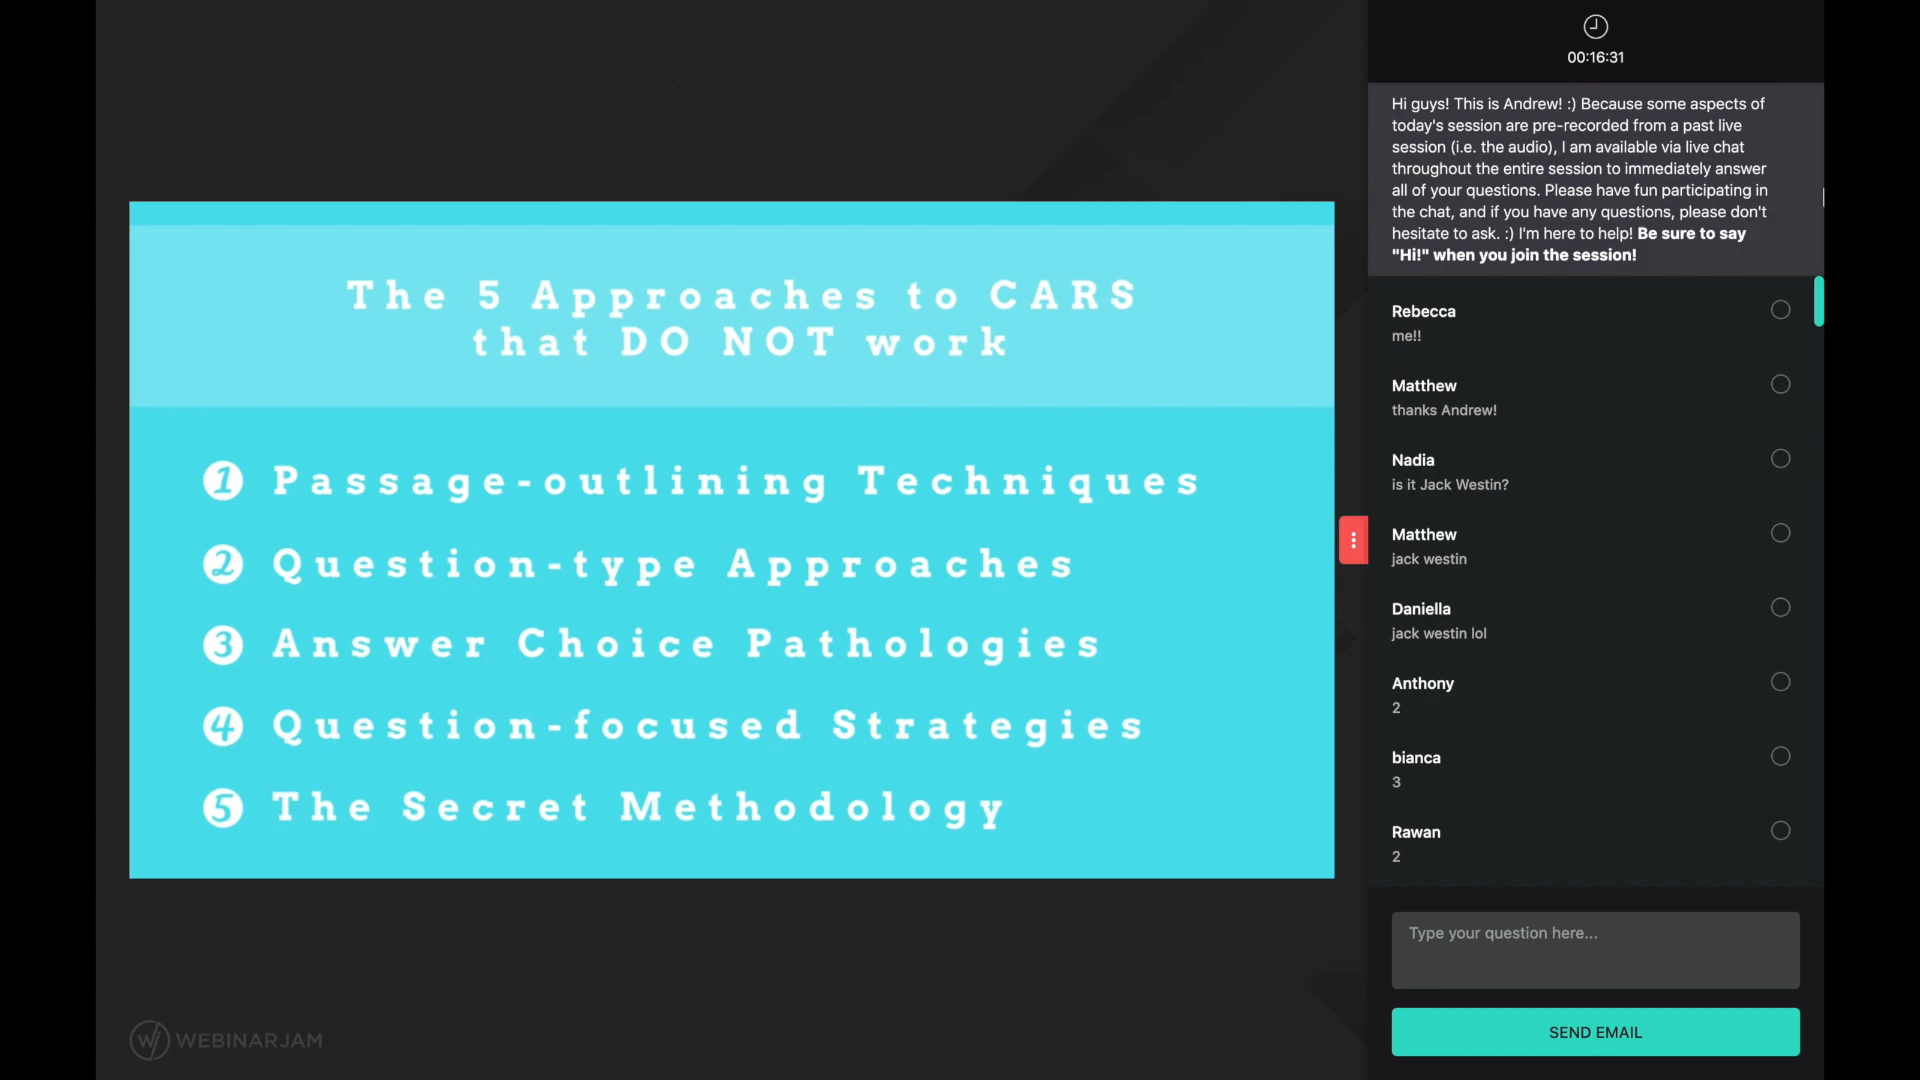 The 5 Approaches to CARS
that DO NOT work
1 Passage-outlining Techniques
2 Question-type Approaches
3 Answer Choice Pathologies
4 Question-focused Strategies
5 The Secret Methodology
WEBINARJAM
00:16:31
Hi guys! This is Andrew! :) Because some aspects of
today's session are pre-recorded from a past live
session (i.e. the audio), I am available via live chat
throughout the entire session to immediately answer
all of your questions. Please have fun participating in
the chat, and if you have any questions, please don't
hesitate to ask. :) I'm here to help! Be sure to say
"Hi!" when you join the session!
Rebecca
me!!
Matthew
thanks Andrew!
Nadia
is it Jack Westin?
Matthew
jack westin
Daniella
jack westin lol
Anthony
2
bianca
3
Rawan
2
Type your question here...
SEND EMAIL